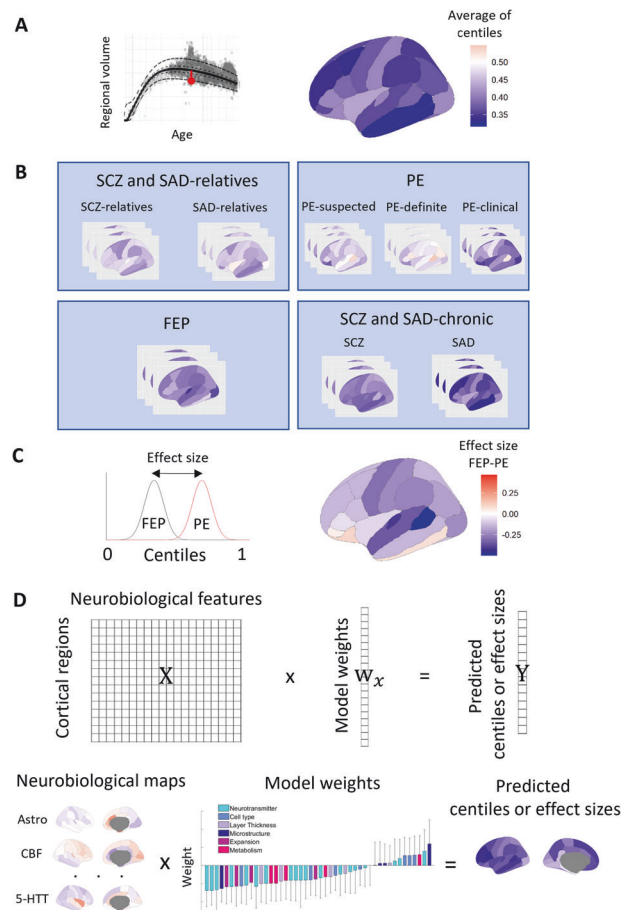 A
Regional volume
Age
Average of
centiles
0.50
0.45
0.40
0.35
B
SCZ and SAD-relatives
SCZ-relatives
SAD-relatives
PE
PE-suspected
PE-definite
PE-clinical
FEP
SCZ and SAD-chronic
SCZ
SAD
C
Effect size
FEP
PE
0
Centiles
1
Effect size
FEP-PE
0.25
0.00
-0.25
D
Neurobiological features
Cortical regions
X
x
Model weights
wx
=
Predicted
centiles or effect sizes
Y
Neurobiological maps
Astro
CBF
. . .
5-HTT
X
Model weights
Weight
Neurotransmitter
Cell type
Layer Thickness
Microstructure
Expansion
Metabolism
=
Predicted
centiles or effect sizes